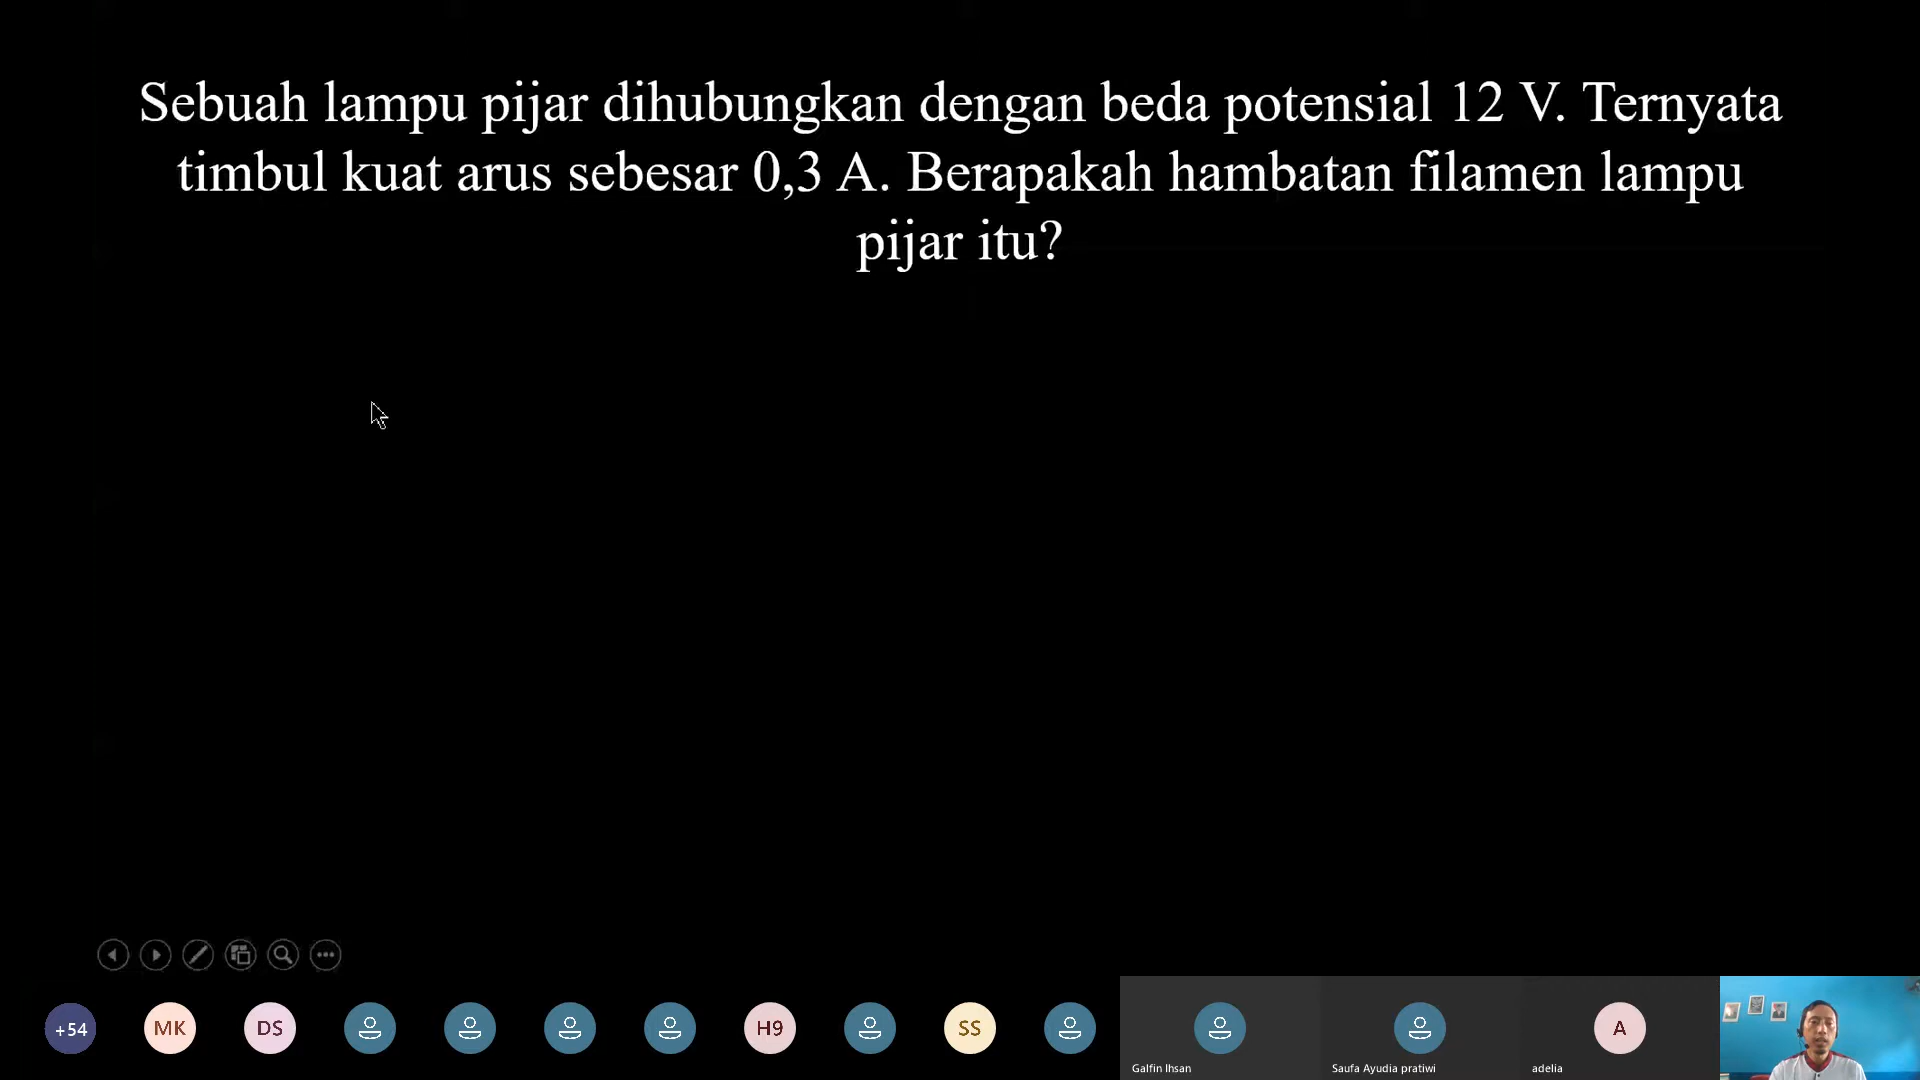 Sebuah lampu pijar dihubungkan dengan beda potensial 12 V. Ternyata
timbul kuat arus sebesar 0,3 A. Berapakah hambatan filamen lampu
pijar itu?
+54
MK
DS
H9
SS
A
Galfin Ihsan
Saufa Ayudia pratiwi
adelia